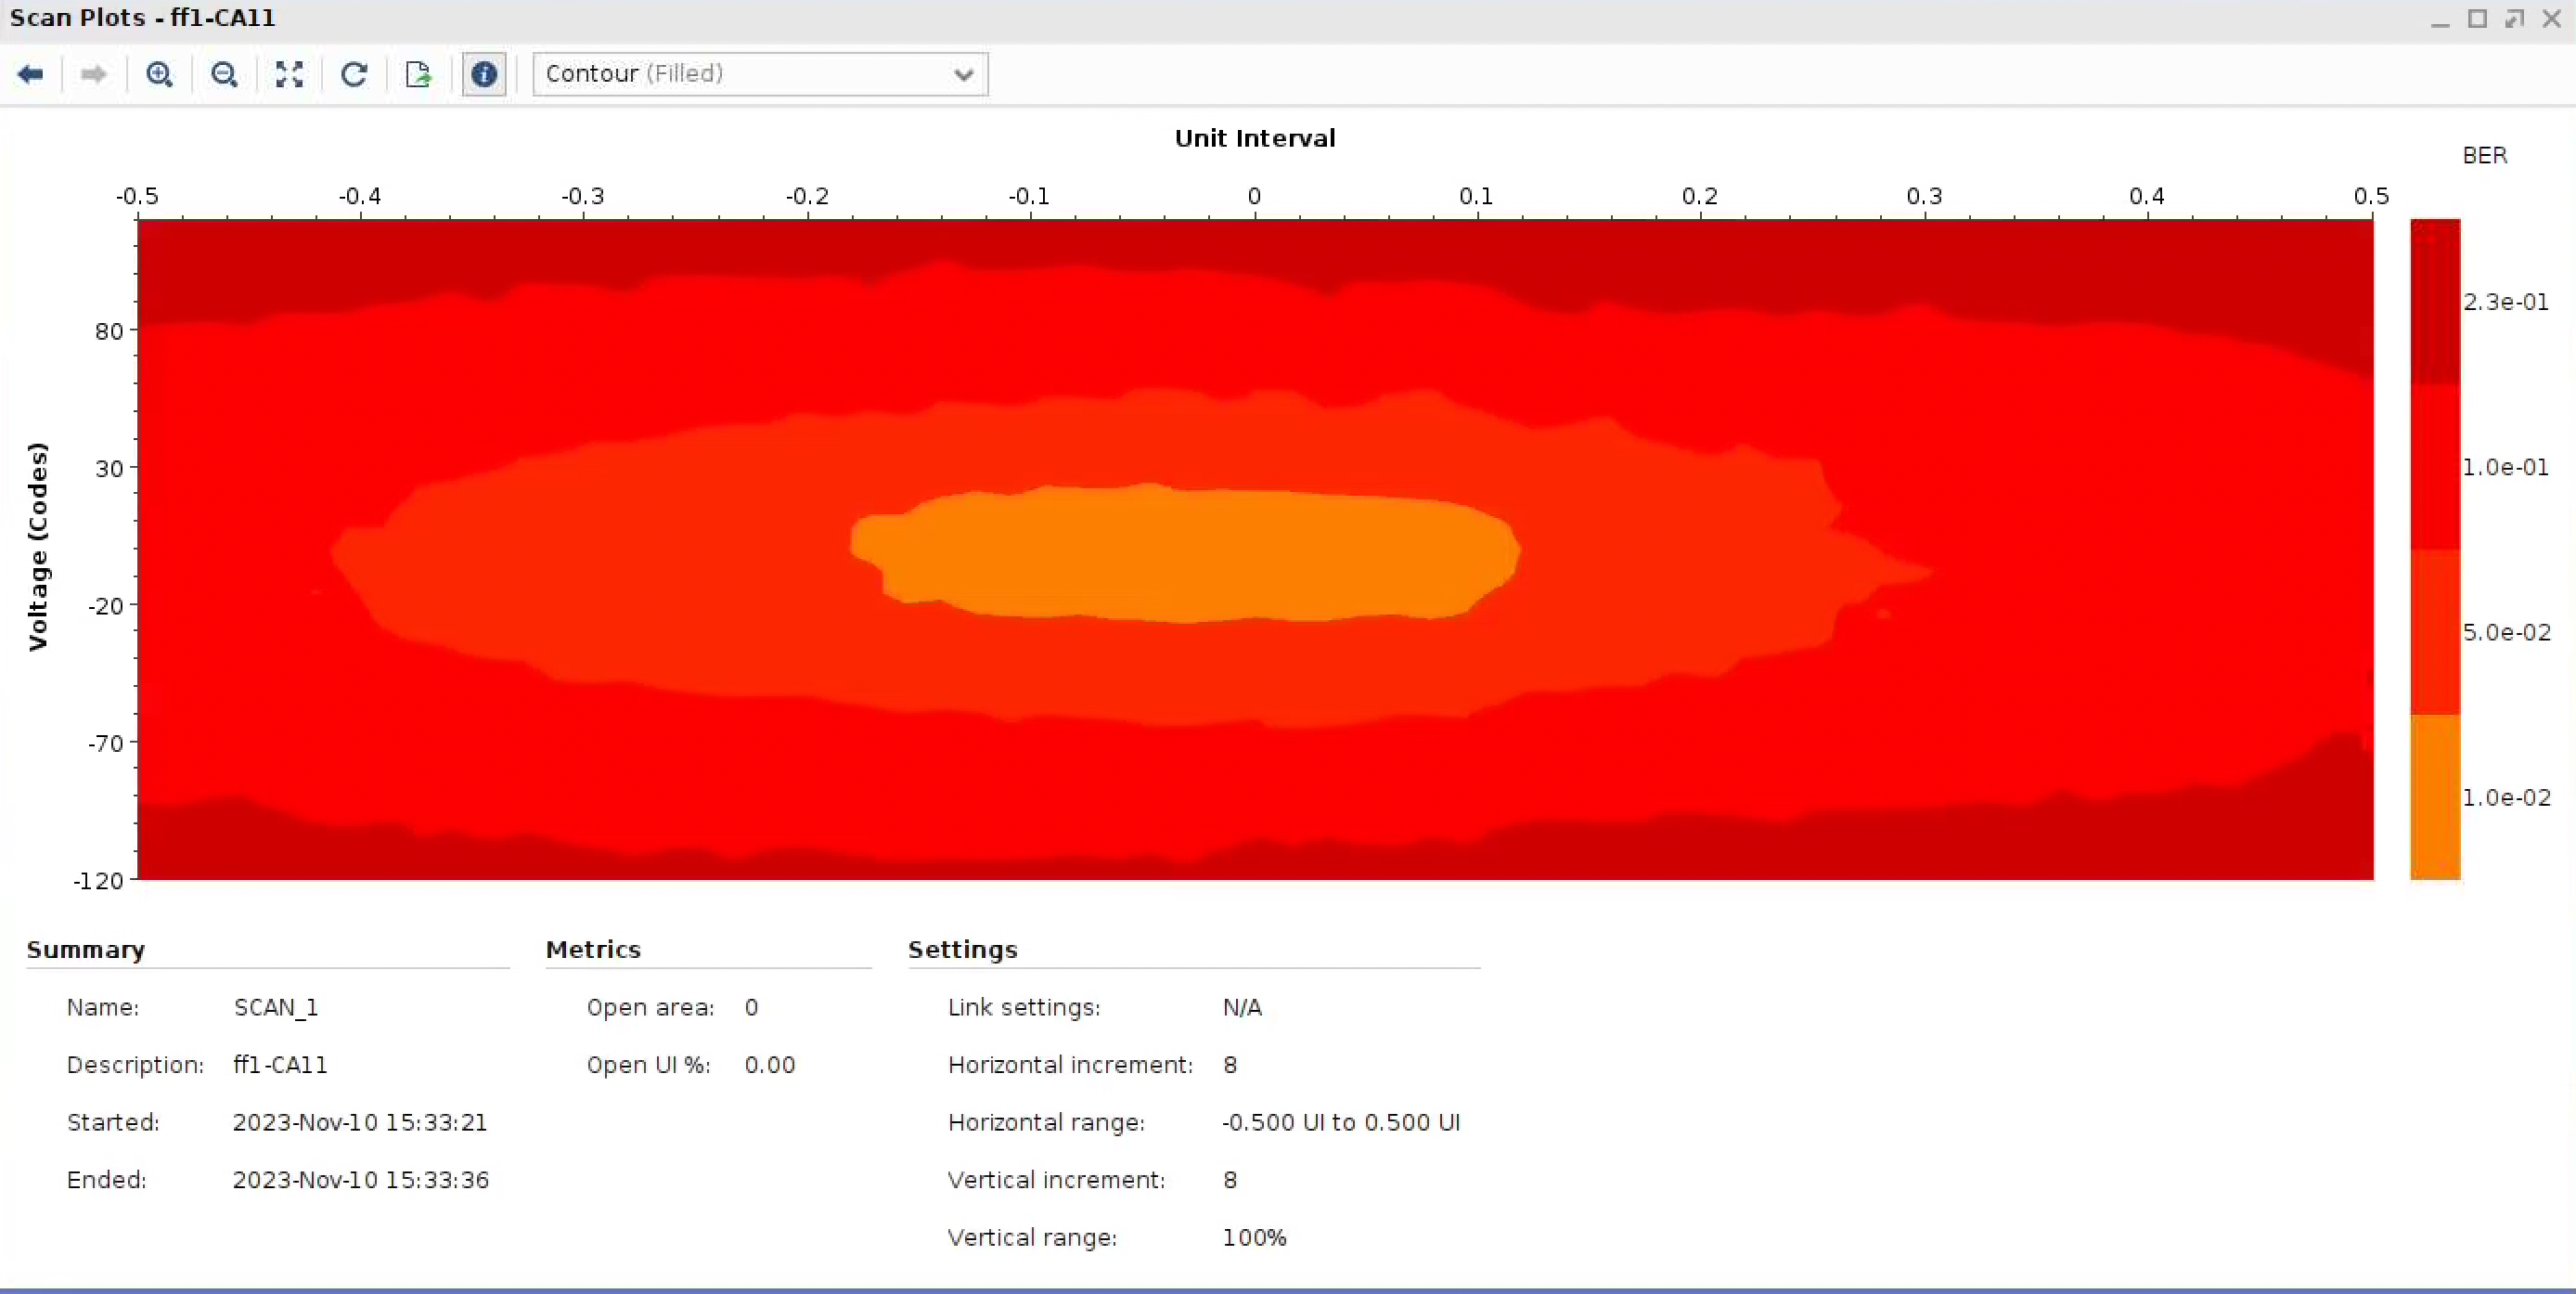 Scan Plots - ff1-CA11
Contour (Filled)
Unit Interval
BER
-0.5 -0.4 -0.3 -0.2 -0.1 0 0.1 0.2 0.3 0.4 0.5
80
30
-20
-70
-120
Voltage (Codes)
2.3e-01
1.0e-01
5.0e-02
1.0e-02
Summary
Name: SCAN_1
Description: ff1-CA11
Started: 2023-Nov-10 15:33:21
Ended: 2023-Nov-10 15:33:36
Metrics
Open area: 0
Open UI %: 0.00
Settings
Link settings: N/A
Horizontal increment: 8
Horizontal range: -0.500 UI to 0.500 UI
Vertical increment: 8
Vertical range: 100%